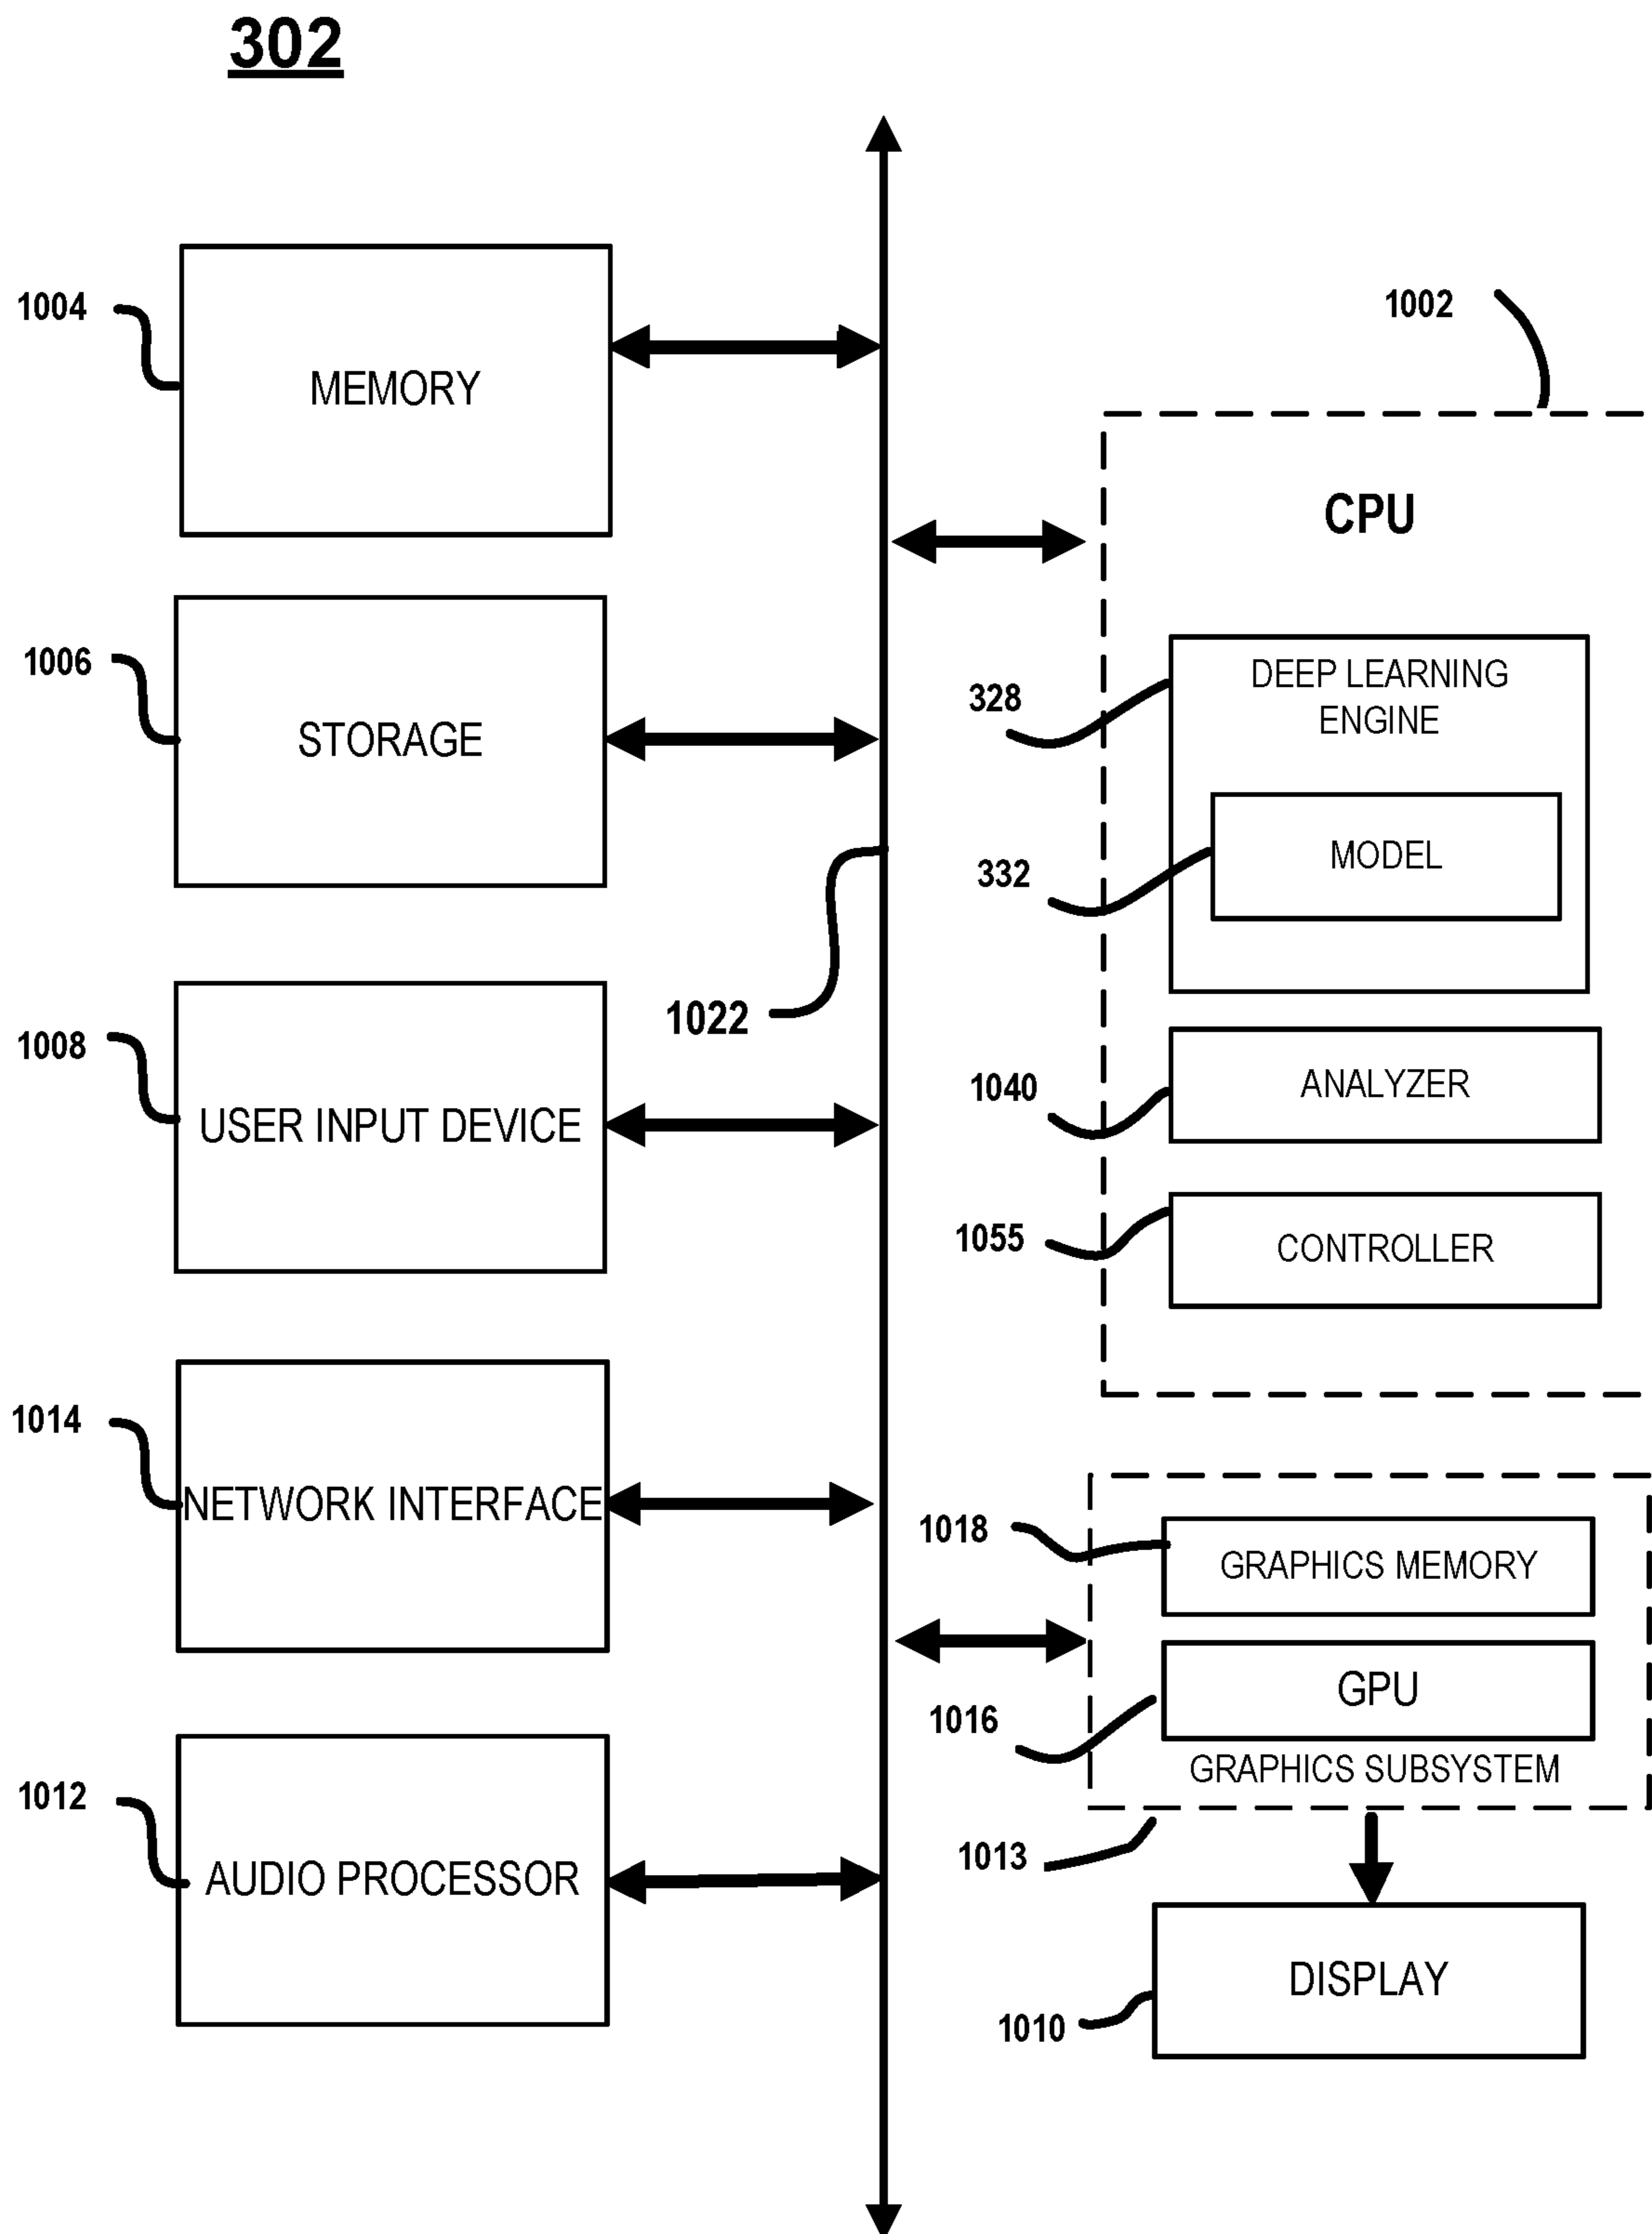 302
1004
MEMORY
1002
CPU
1006
STORAGE
328
DEEP LEARNING
ENGINE
332
MODEL
1022
1008
USER INPUT DEVICE
1040
ANALYZER
1055
CONTROLLER
1014
NETWORK INTERFACE
1018
GRAPHICS MEMORY
1016
GPU
GRAPHICS SUBSYSTEM
1013
1012
AUDIO PROCESSOR
1010
DISPLAY